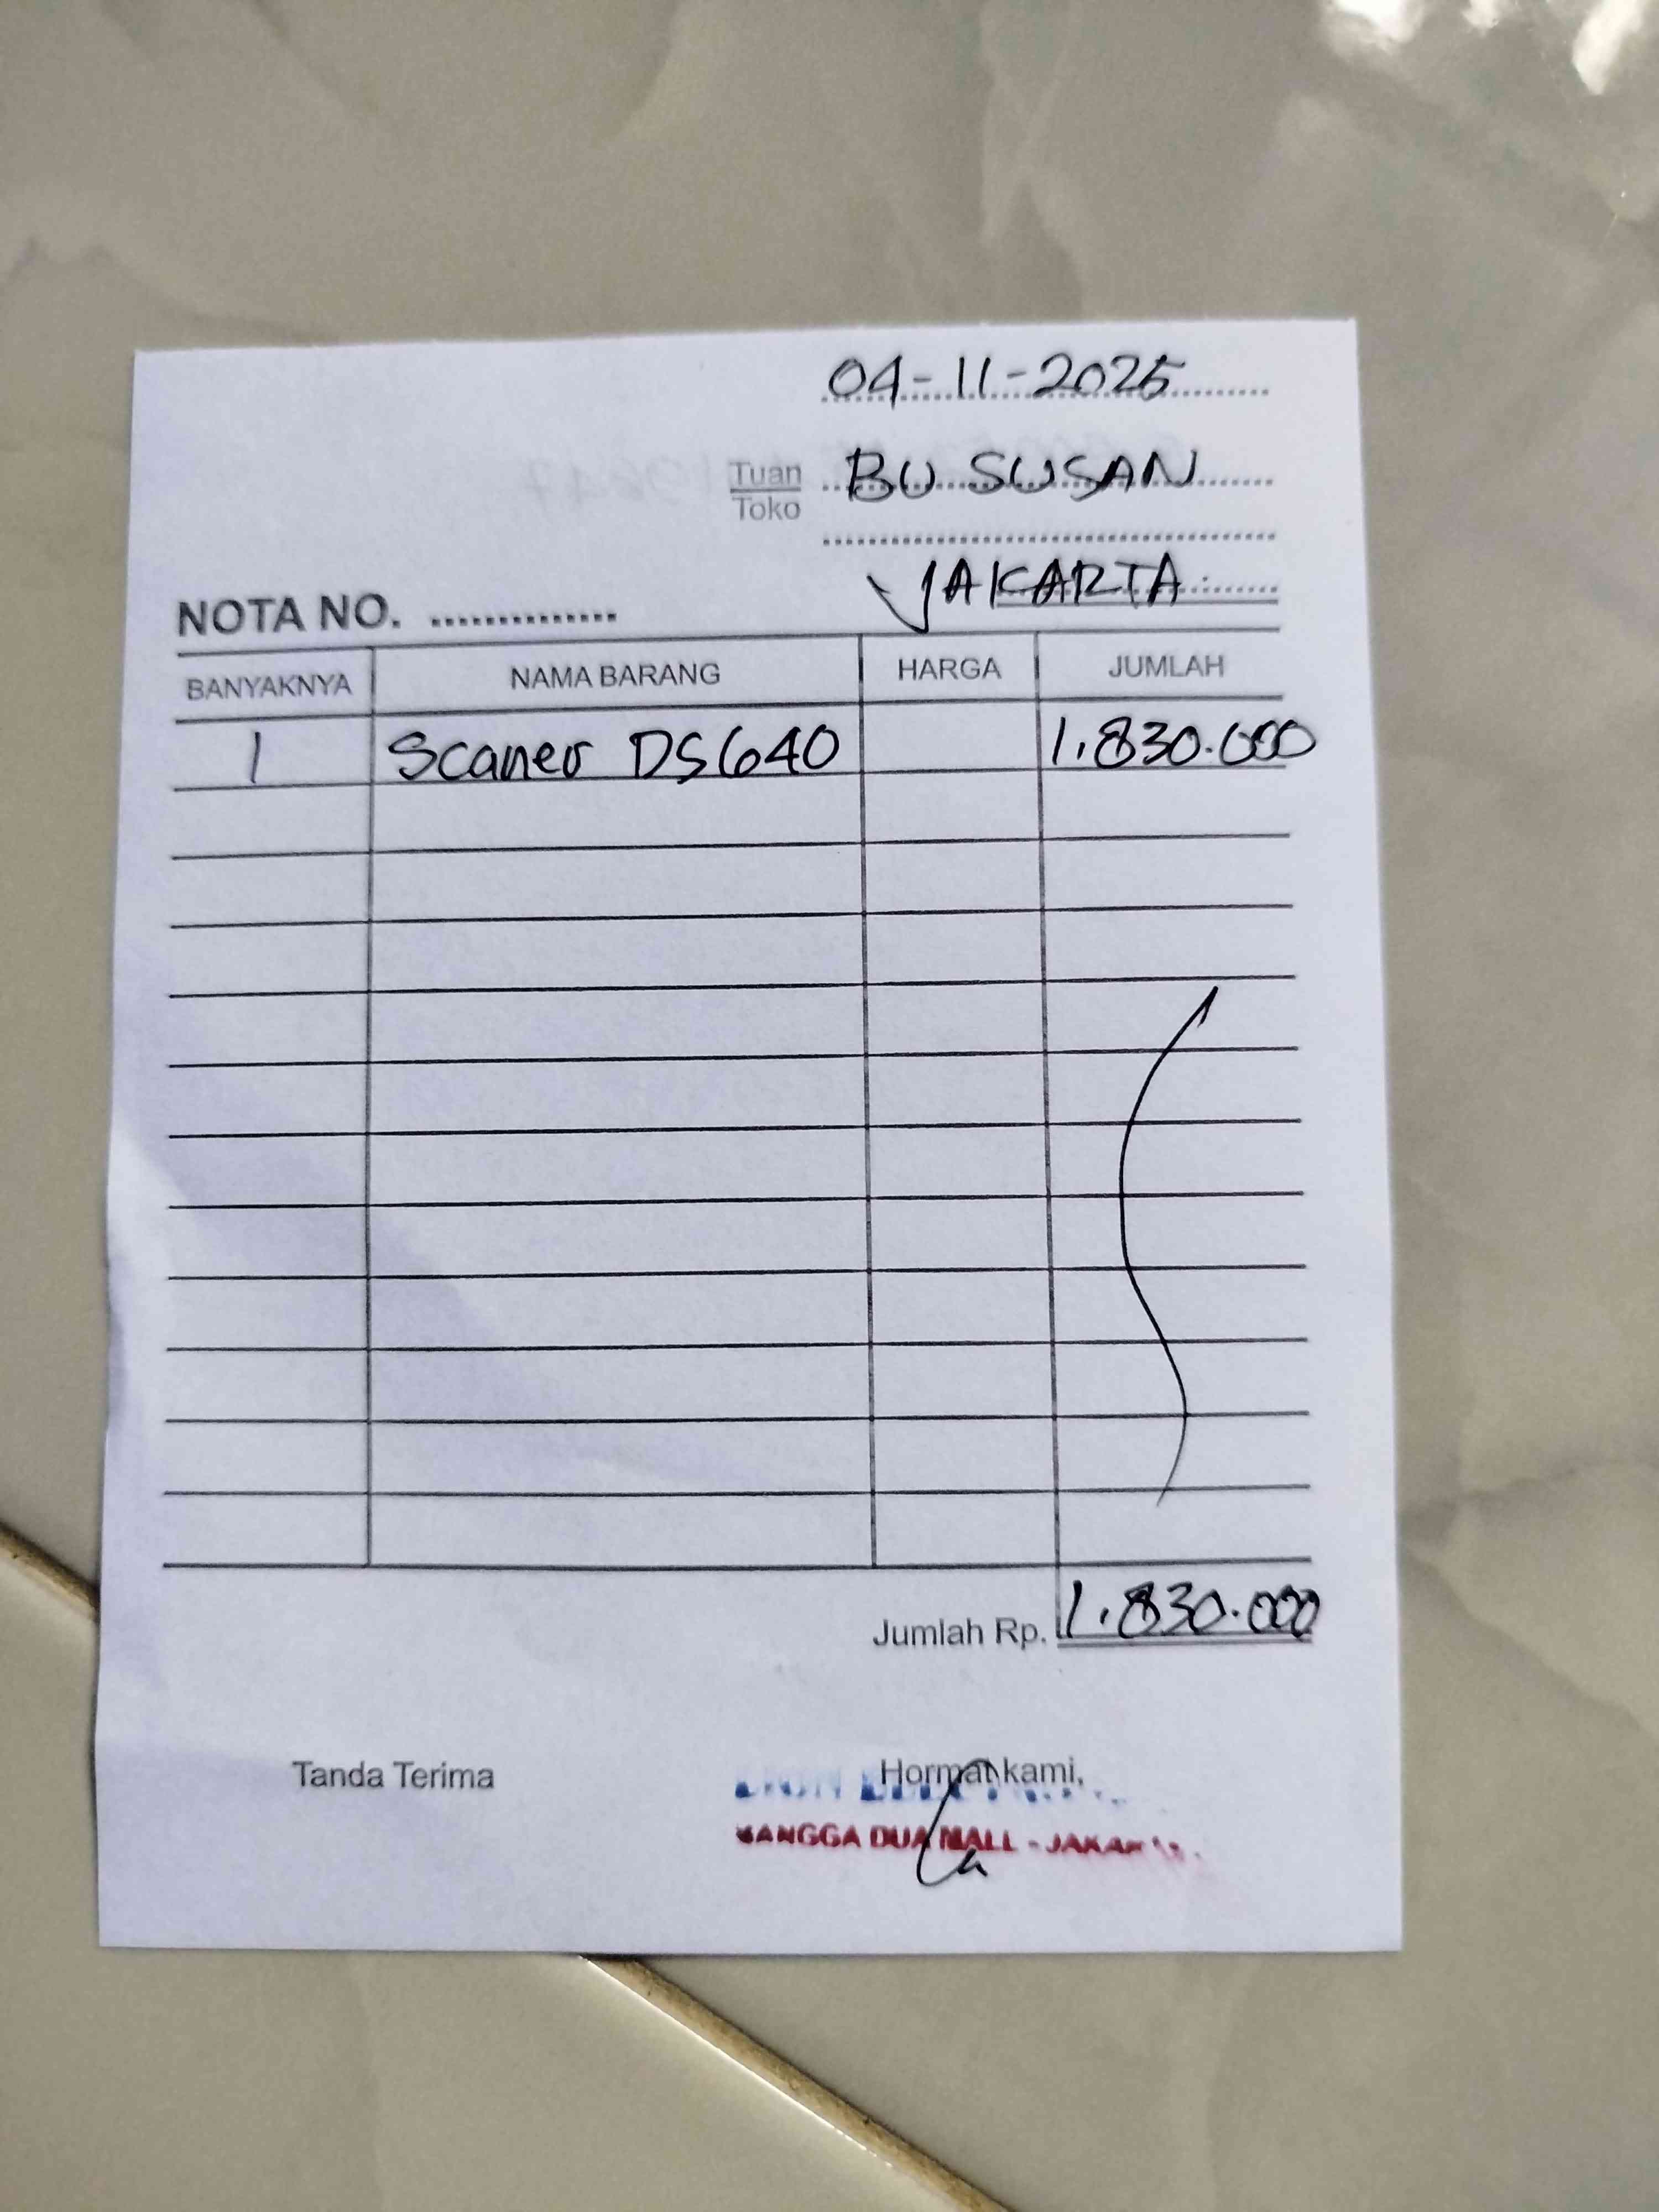 04-11-2025
Tuan BU SUSAN
Toko
JAKARTA
NOTA NO. ..............
BANYAKNYA NAMA BARANG HARGA JUMLAH
1 Scaner DS640 1.830.000
Jumlah Rp. 1.830.000
Tanda Terima Hormat kami,
MANGGA DUA MALL - JAKARTA